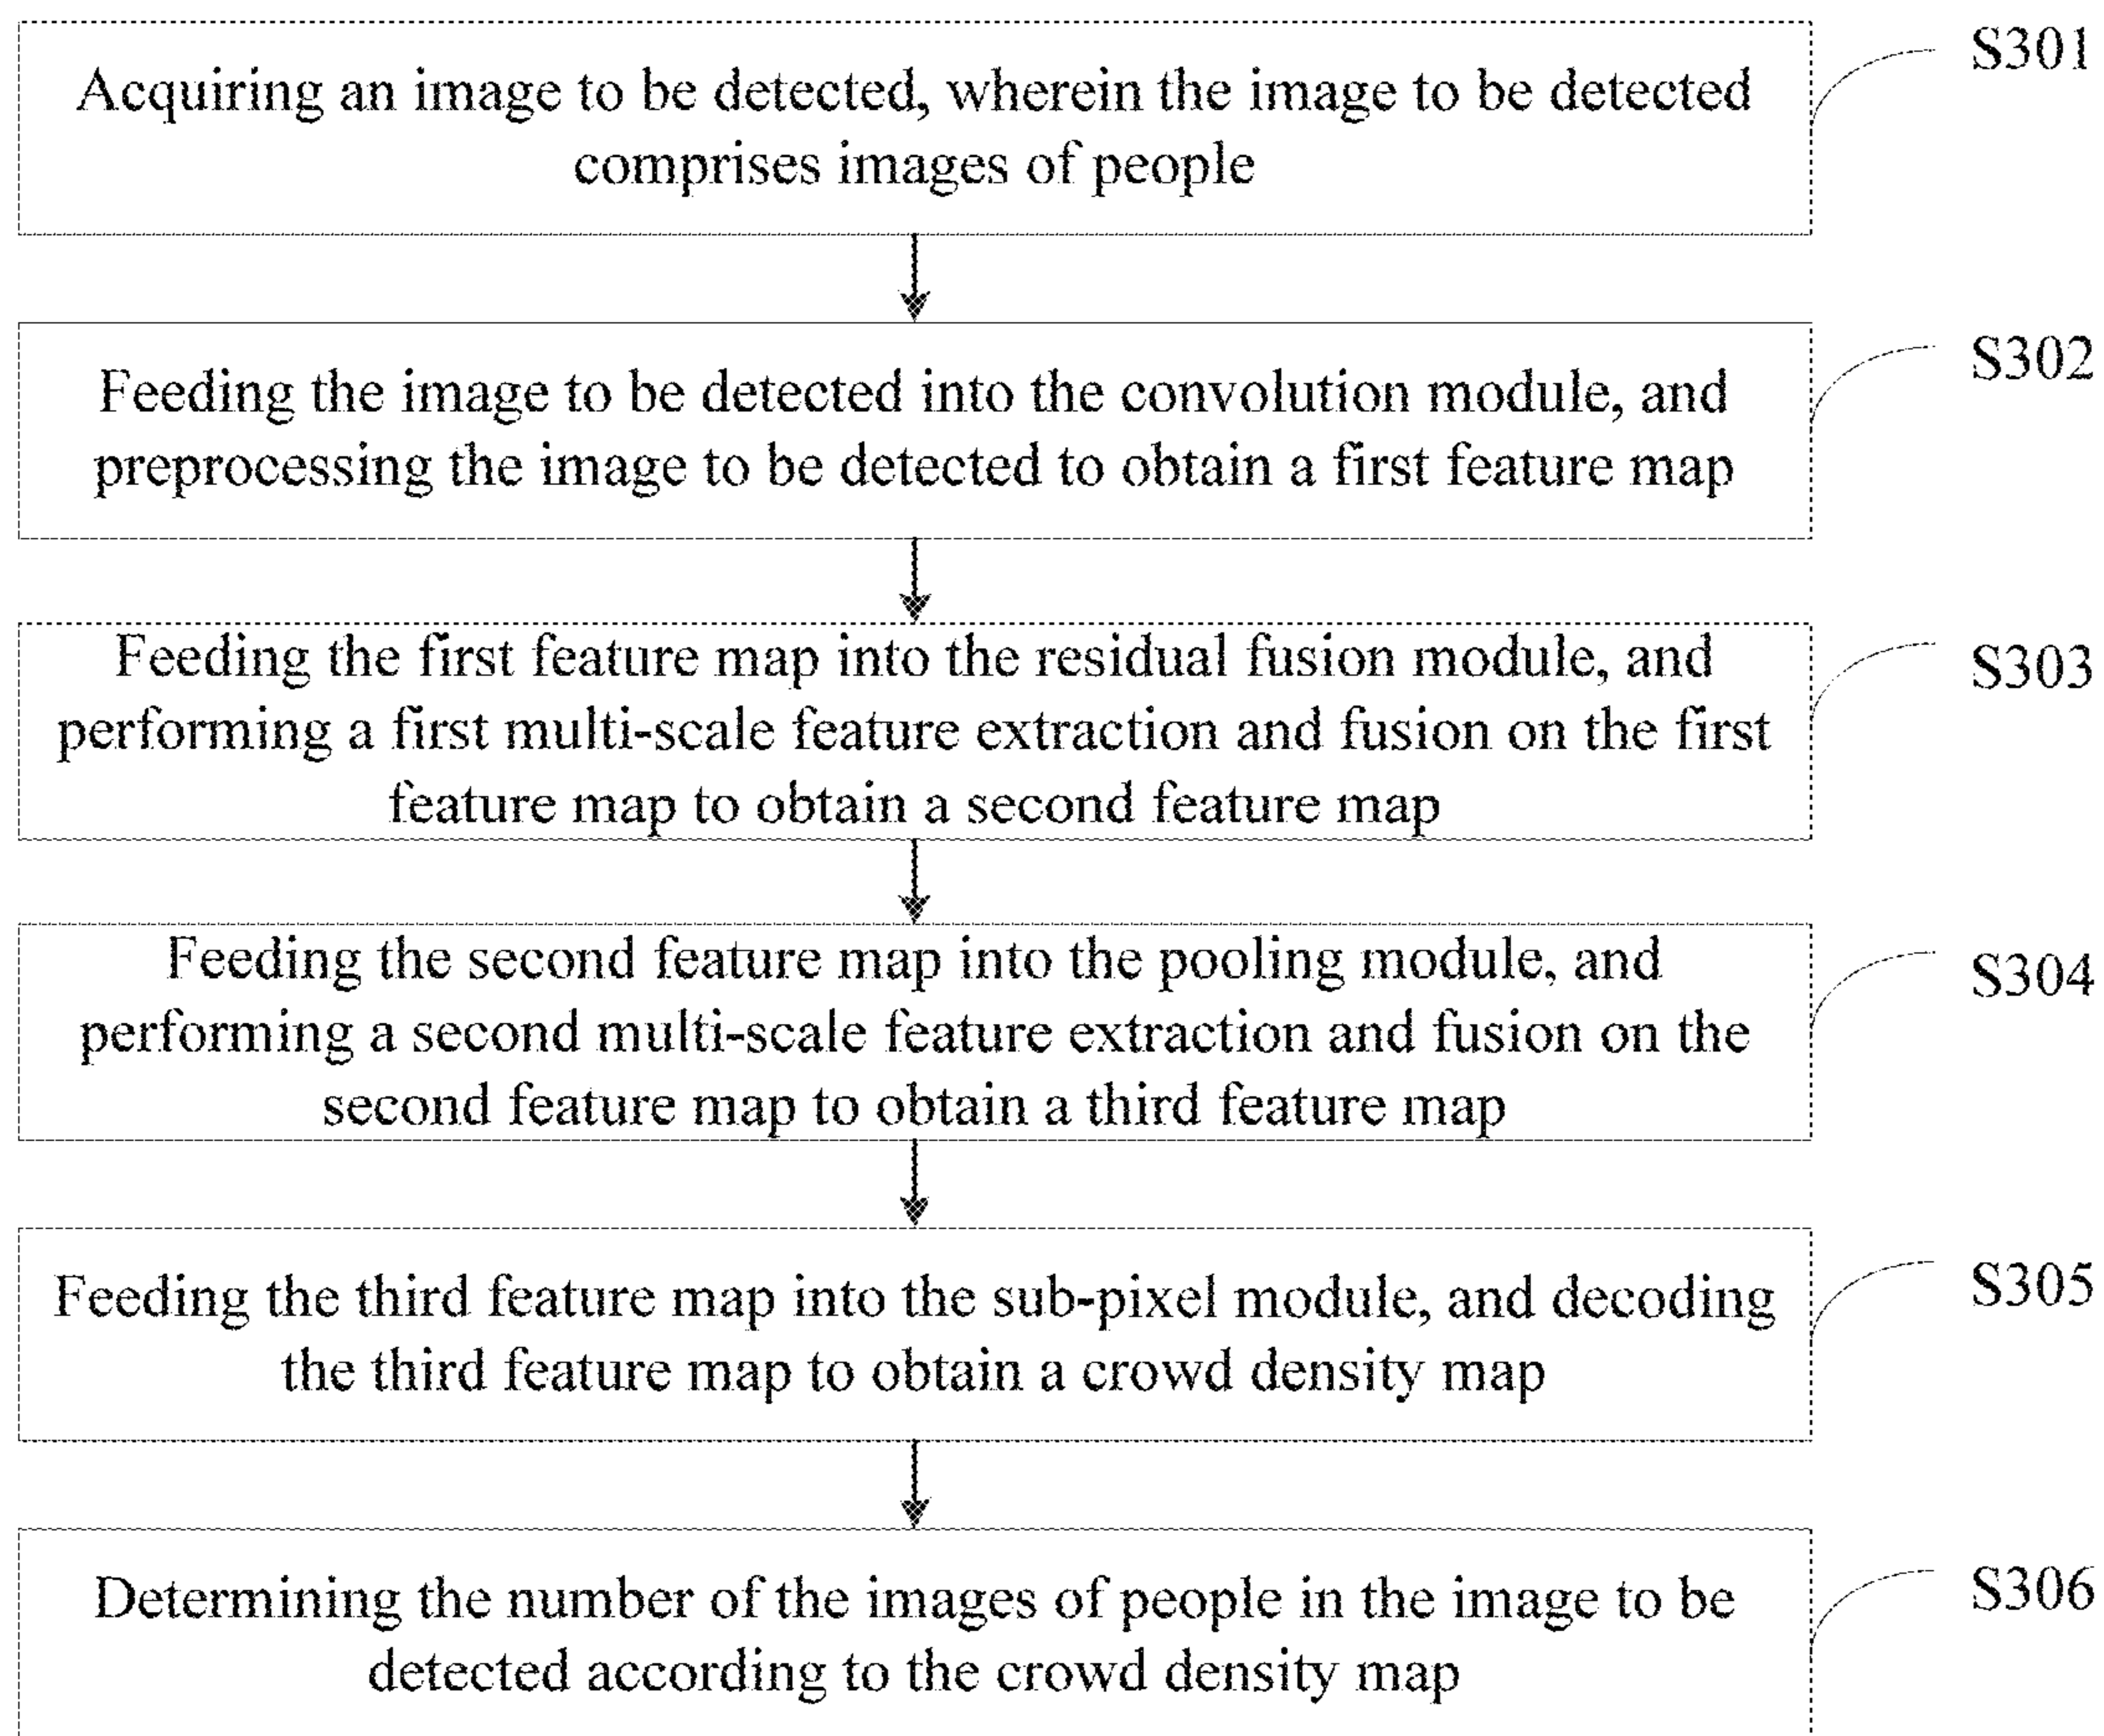 Acquiring an image to be detected, wherein the image to be detected
comprises images of people
S301
Feeding the image to be detected into the convolution module, and
preprocessing the image to be detected to obtain a first feature map
S302
Feeding the first feature map into the residual fusion module, and
performing a first multi-scale feature extraction and fusion on the first
feature map to obtain a second feature map
S303
Feeding the second feature map into the pooling module, and
performing a second multi-scale feature extraction and fusion on the
second feature map to obtain a third feature map
S304
Feeding the third feature map into the sub-pixel module, and decoding
the third feature map to obtain a crowd density map
S305
Determining the number of the images of people in the image to be
detected according to the crowd density map
S306